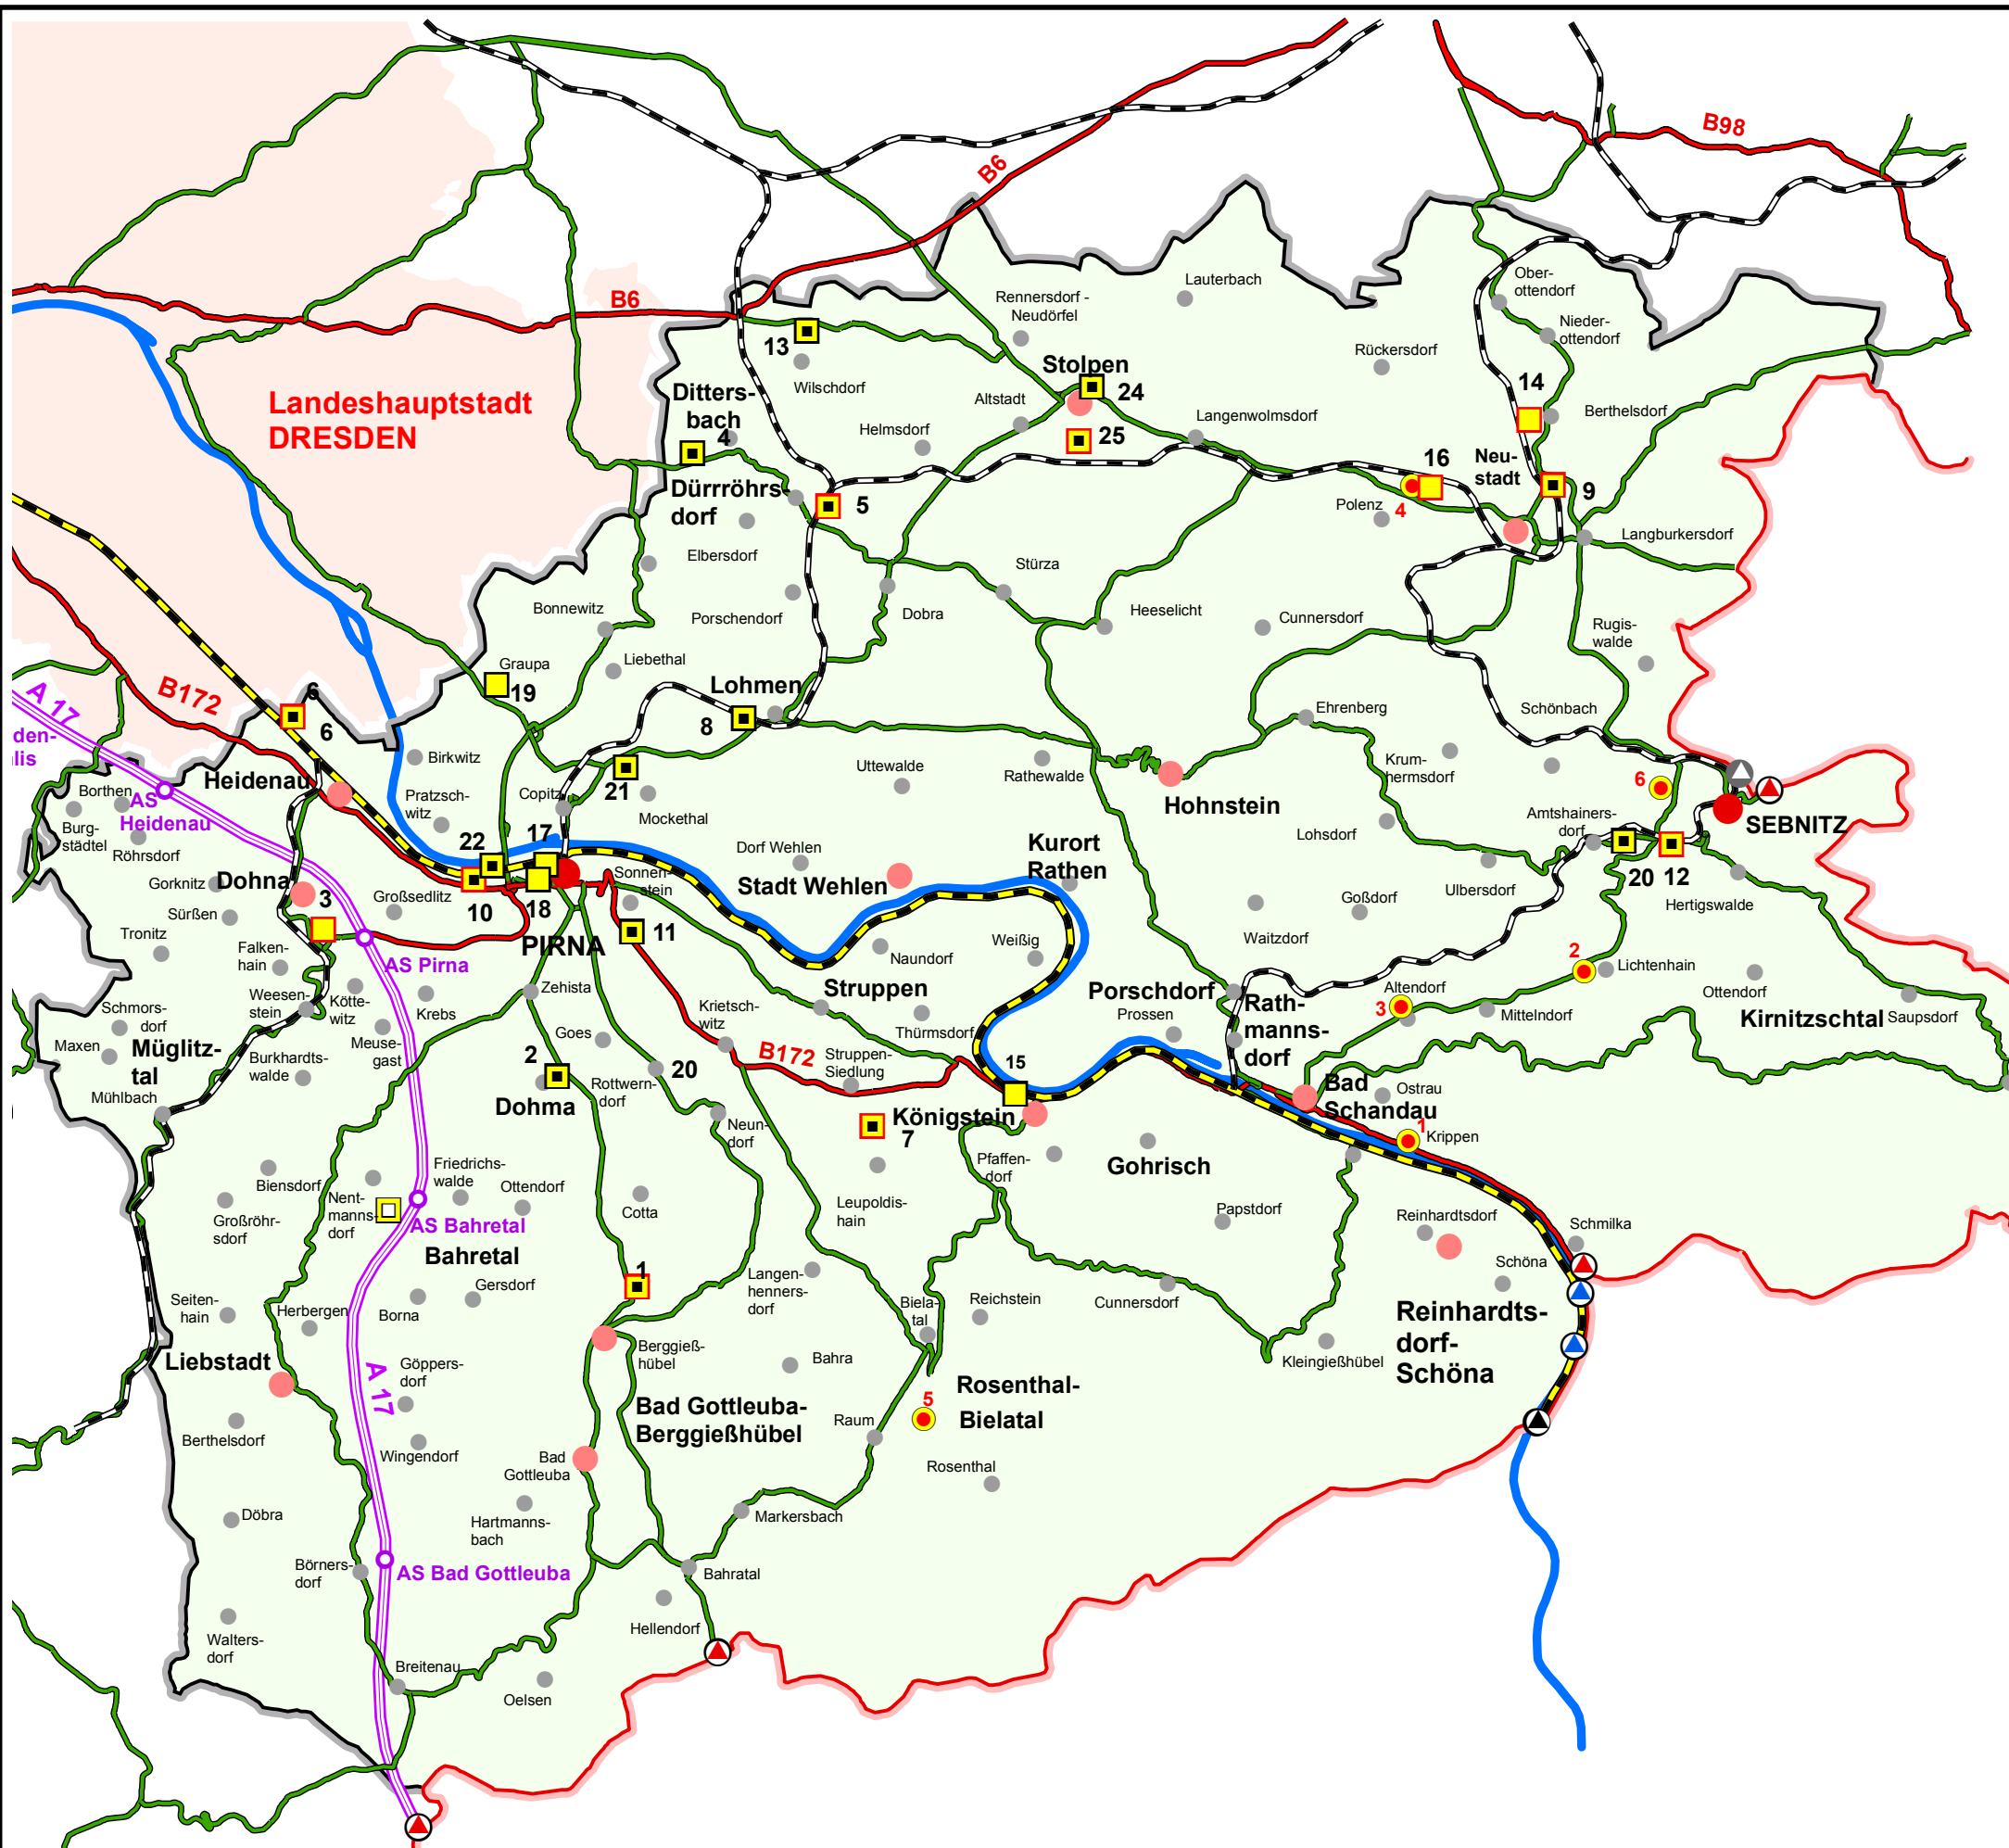 B98
B6
B6
Landeshauptstadt
DRESDEN
Lauterbach
Rennersdorf -
Neudörfel
Ober-
ottendorf
Nieder-
ottendorf
Rückersdorf
13
Wilschdorf
Stolpen
24
25
Altstadt
Helmsdorf
Langenwolmsdorf
14
Berthelsdorf
Ditters-
bach
4
Dürrröhrs
dorf
5
Elbersdorf
16
4
Polenz
Neu-
stadt
9
Langburkersdorf
Bonnewitz
Porschendorf
Stürza
Dobra
Heeselicht
Cunnersdorf
Rugis-
walde
Graupa
19
Liebethal
Lohmen
8
Ehrenberg
Schönbach
A 17
B172
6
6
den-
lis
Heidenau
Birkwitz
21
Mockethal
Uttewalde
Rathewalde
Hohnstein
Krum-
hermsdorf
6
SEBNITZ
Borthen
AS
Heidenau
Burg-
städtel
Röhrsdorf
Pratzsch-
witz
Copitz
Lohsdorf
Amtshainers-
dorf
20
12
Hertigswalde
Gorknitz
Dohna
3
Sürßen
Tronitz
Großsedlitz
22
17
10
18
PIRNA
Sonnen-
stein
11
Dorf Wehlen
Stadt Wehlen
Kurort
Rathen
Ulbersdorf
Goßdorf
Waitzdorf
Falken-
hain
AS Pirna
Naundorf
Weißig
2
Lichtenhain
Ottendorf
Weesen-
stein
Kötte-
witz
Krebs
Zehista
Struppen
Porschdorf
Prossen
Rath-
manns-
dorf
Altendorf
3
Mittelndorf
Kirnitzschtal
Saupsdorf
Schmors-
dorf
Maxen
Müglitz-
tal
Mühlbach
Burkhardts-
walde
Meuse-
gast
Goes
2
Dohma
Rottwern-
dorf
20
Krietsch-
witz
B172
Thürmsdorf
Struppen-
Siedlung
15
Königstein
7
Bad
Schandau
Ostrau
1
Krippen
Neun-
dorf
Pfaffen-
dorf
Gohrisch
Biensdorf
Großröhr-
sdorf
Nent-
manns-
dorf
Friedrichs-
walde
Ottendorf
AS Bahretal
Bahretal
Cotta
Leupoldis-
hain
Papstdorf
Reinhardtsdorf
Schmilka
Schöna
Reinhardts-
dorf-
Schöna
Seiten-
hain
Herbergen
Borna
Gersdorf
1
Langen-
henners-
dorf
Biela-
tal
Reichstein
Cunnersdorf
Kleingießhübel
Liebstadt
A 17
Göppers-
dorf
Berggieß-
hübel
Bahra
Rosenthal-
Bielatal
5
Bad Gottleuba-
Berggießhübel
Raum
Berthelsdorf
Wingendorf
Bad
Gottleuba
Rosenthal
Döbra
Hartmanns-
bach
Markersbach
Börners-
dorf
AS Bad Gottleuba
Bahratal
Hellendorf
Walters-
dorf
Breitenau
Oelsen